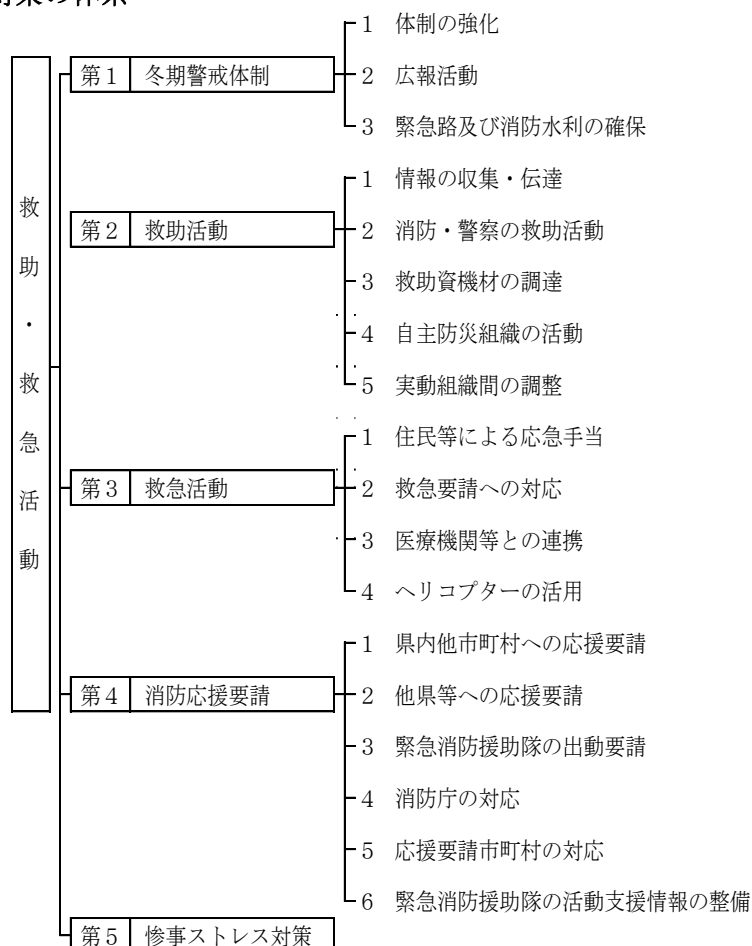 救助・救急活動
第1 冬期警戒体制
1 体制の強化
2 広報活動
3 緊急路及び消防水利の確保
第2 救助活動
1 情報の収集・伝達
2 消防・警察の救助活動
3 救助資機材の調達
4 自主防災組織の活動
5 実動組織間の調整
第3 救急活動
1 住民等による応急手当
2 救急要請への対応
3 医療機関等との連携
4 ヘリコプターの活用
第4 消防応援要請
1 県内他市町村への応援要請
2 他県等への応援要請
3 緊急消防援助隊の出動要請
4 消防庁の対応
5 応援要請市町村の対応
6 緊急消防援助隊の活動支援情報の整備
第5 惨事ストレス対策